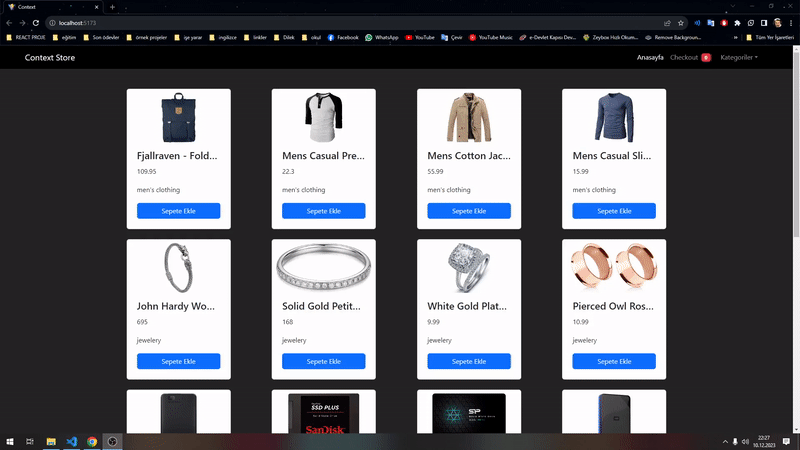 Context
localhost:5173
REACT PROJE eğitim Son ödevler örnek projeler işe yarar ingilizce linkler Dilek okul Facebook WhatsApp YouTube Çevir YouTube Music e-Devlet Kapısı Dev... Zeybox Hızlı Okum... Remove Backgroun... Tüm Yer İşaretleri
Context Store Anasayfa Checkout 0 Kategoriler
Fjallraven - Fold... Mens Casual Pre... Mens Cotton Jac... Mens Casual Sli...
109.95 22.3 55.99 15.99
men's clothing men's clothing men's clothing men's clothing
Sepete Ekle Sepete Ekle Sepete Ekle Sepete Ekle
John Hardy Wo... Solid Gold Petit... White Gold Plat... Pierced Owl Ros...
695 168 9.99 10.99
jewelery jewelery jewelery jewelery
Sepete Ekle Sepete Ekle Sepete Ekle Sepete Ekle
SSD PLUS SP
SanDisk
22:27
10.12.2023